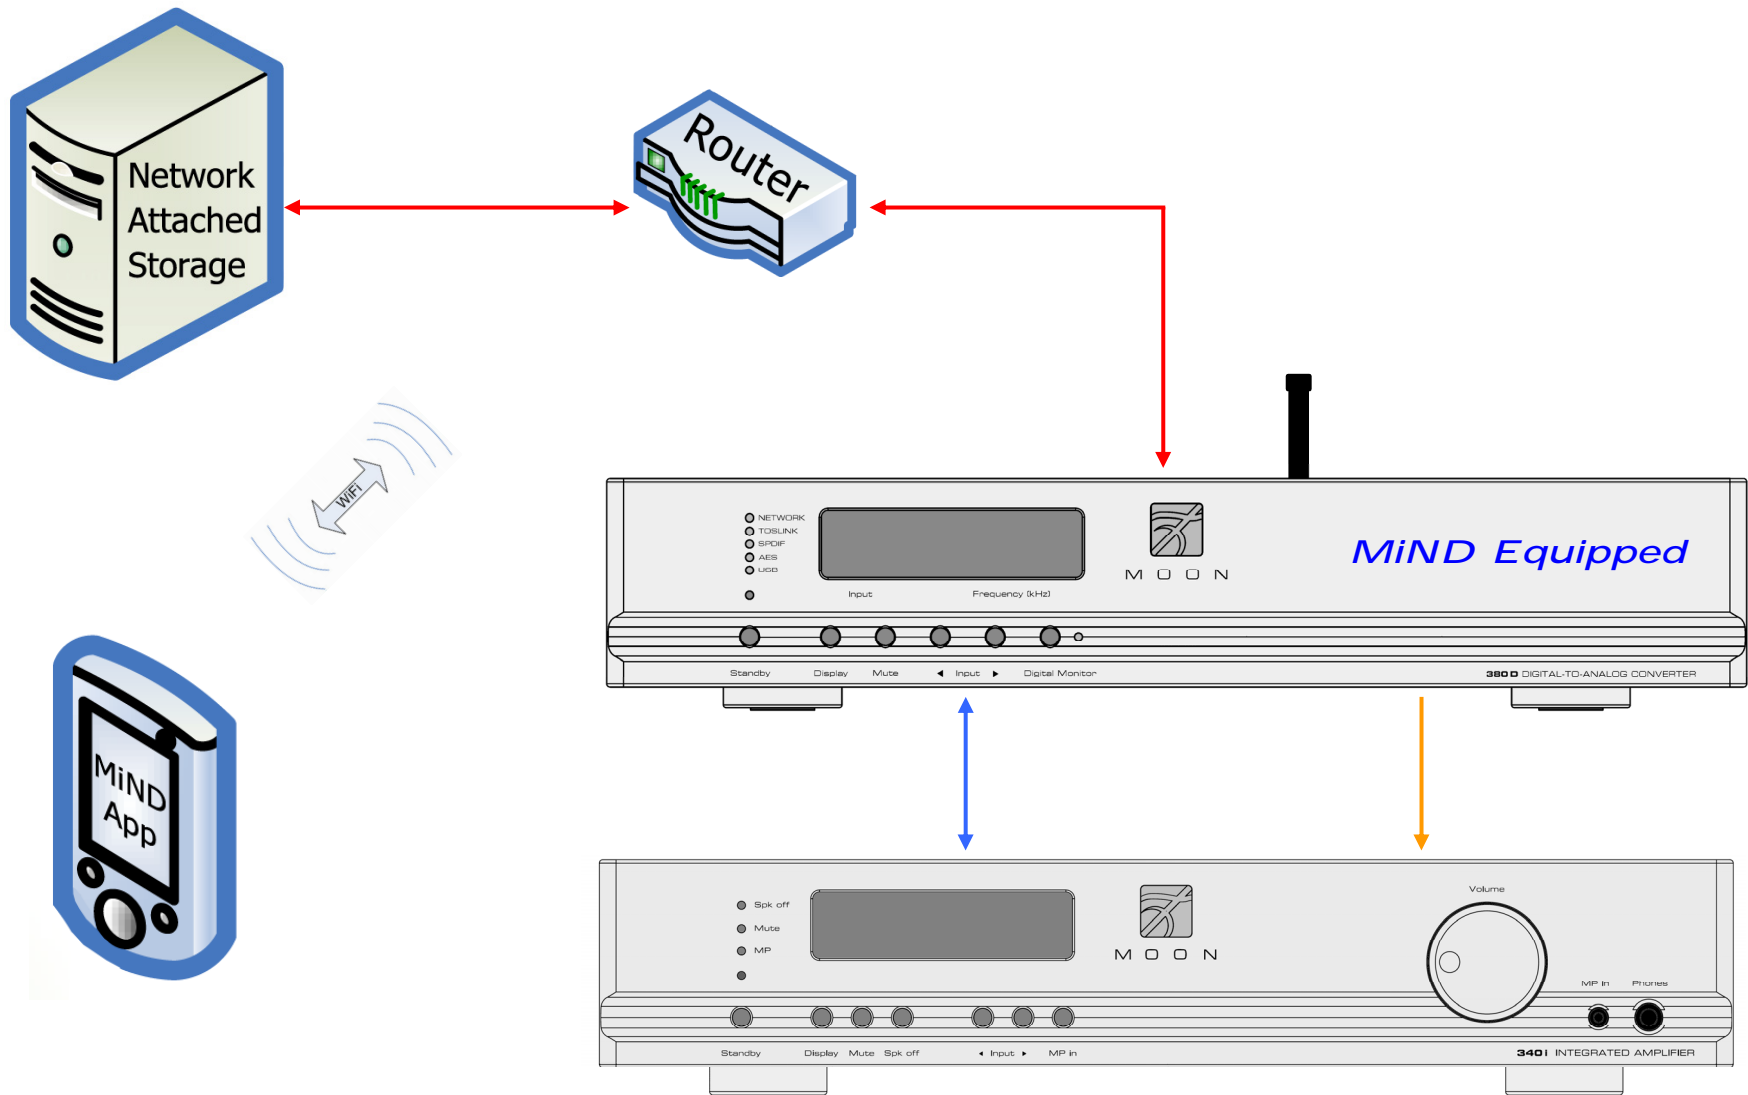 Network
Attached
Storage
Router
WiFi
NETWORK
TOSLINK
SPDIF
AES
USB
Input
Frequency (kHz)
MOON
MiND Equipped
Standby
Display
Mute
◄ Input ►
Digital Monitor
380D DIGITAL-TO-ANALOG CONVERTER
MiND
App
Spk off
Mute
MP
MOON
Volume
MP In
Phones
Standby
Display
Mute
Spk off
◄ Input ►
MP in
340i INTEGRATED AMPLIFIER